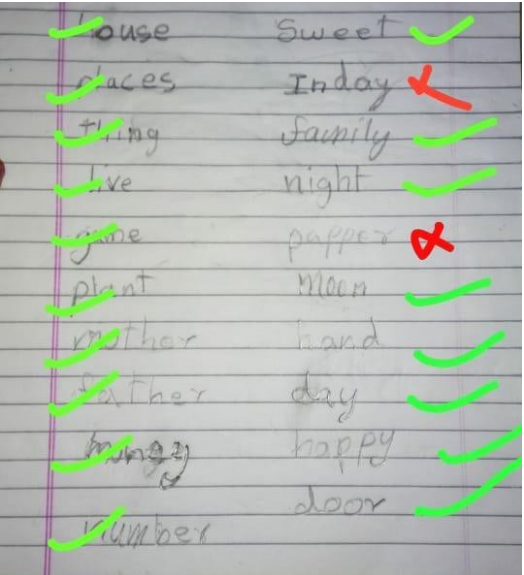 house Sweet
places Inday
thing family
live night
game papper
plant Moon
mother hand
father day
happy
door
number